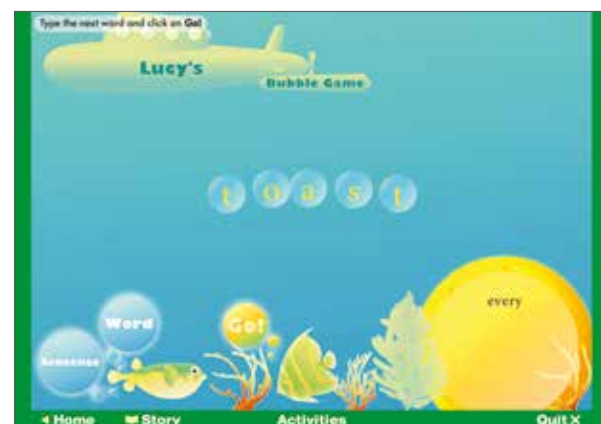 Type the next word and click on Go!
Lucy's
Bubble Game
toast
every
Word
Go!
Sentence
Home Story Activities Quit X